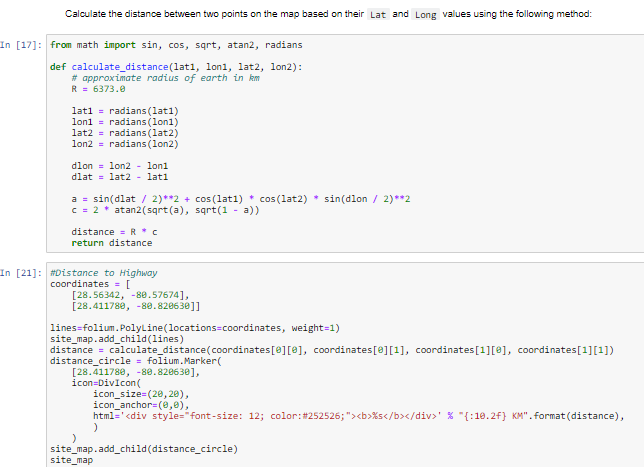 Calculate the distance between two points on the map based on their Lat and Long values using the following method:
In [17]: from math import sin, cos, sqrt, atan2, radians
def calculate_distance(lat1, lon1, lat2, lon2):
# approximate radius of earth in km
R = 6373.0
lat1 = radians(lat1)
lon1 = radians(lon1)
lat2 = radians(lat2)
lon2 = radians(lon2)
dlon = lon2 - lon1
dlat = lat2 - lat1
a = sin(dlat / 2)**2 + cos(lat1) * cos(lat2) * sin(dlon / 2)**2
c = 2 * atan2(sqrt(a), sqrt(1 - a))
distance = R * c
return distance
In [21]: #Distance to Highway
coordinates = [
[28.56342, -80.57674],
[28.411780, -80.820630]]
lines=folium.PolyLine(locations=coordinates, weight=1)
site_map.add_child(lines)
distance = calculate_distance(coordinates[0][0], coordinates[0][1], coordinates[1][0], coordinates[1][1])
distance_circle = folium.Marker(
[28.411780, -80.820630],
icon=DivIcon(
icon_size=(20,20),
icon_anchor=(0,0),
html='<div style="font-size: 12; color:#252526;"><b>%s</b></div>' % "{:10.2f} KM".format(distance),
)
)
site_map.add_child(distance_circle)
site_map